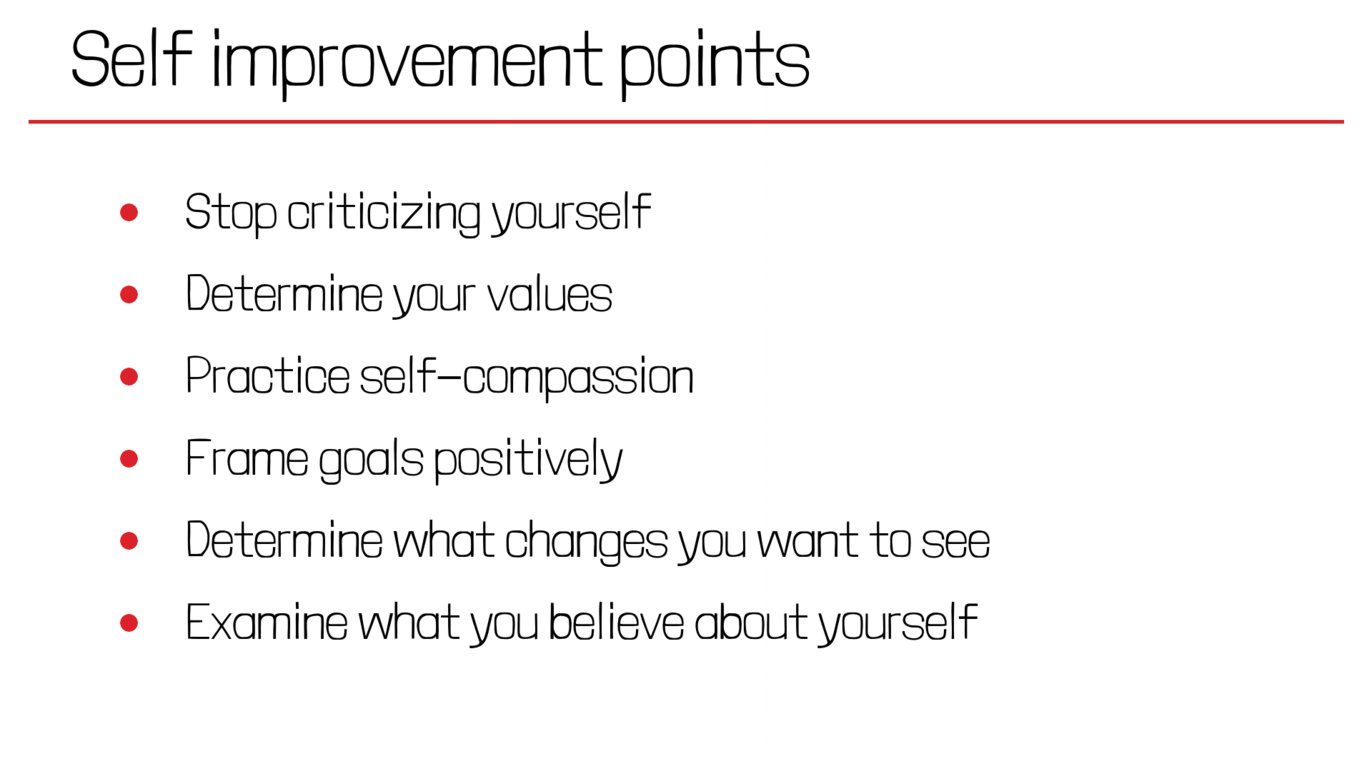 Self improvement points
Stop criticizing yourself
Determine your values
Practice self-compassion
Frame goals positively
Determine what changes you want to see
Examine what you believe about yourself